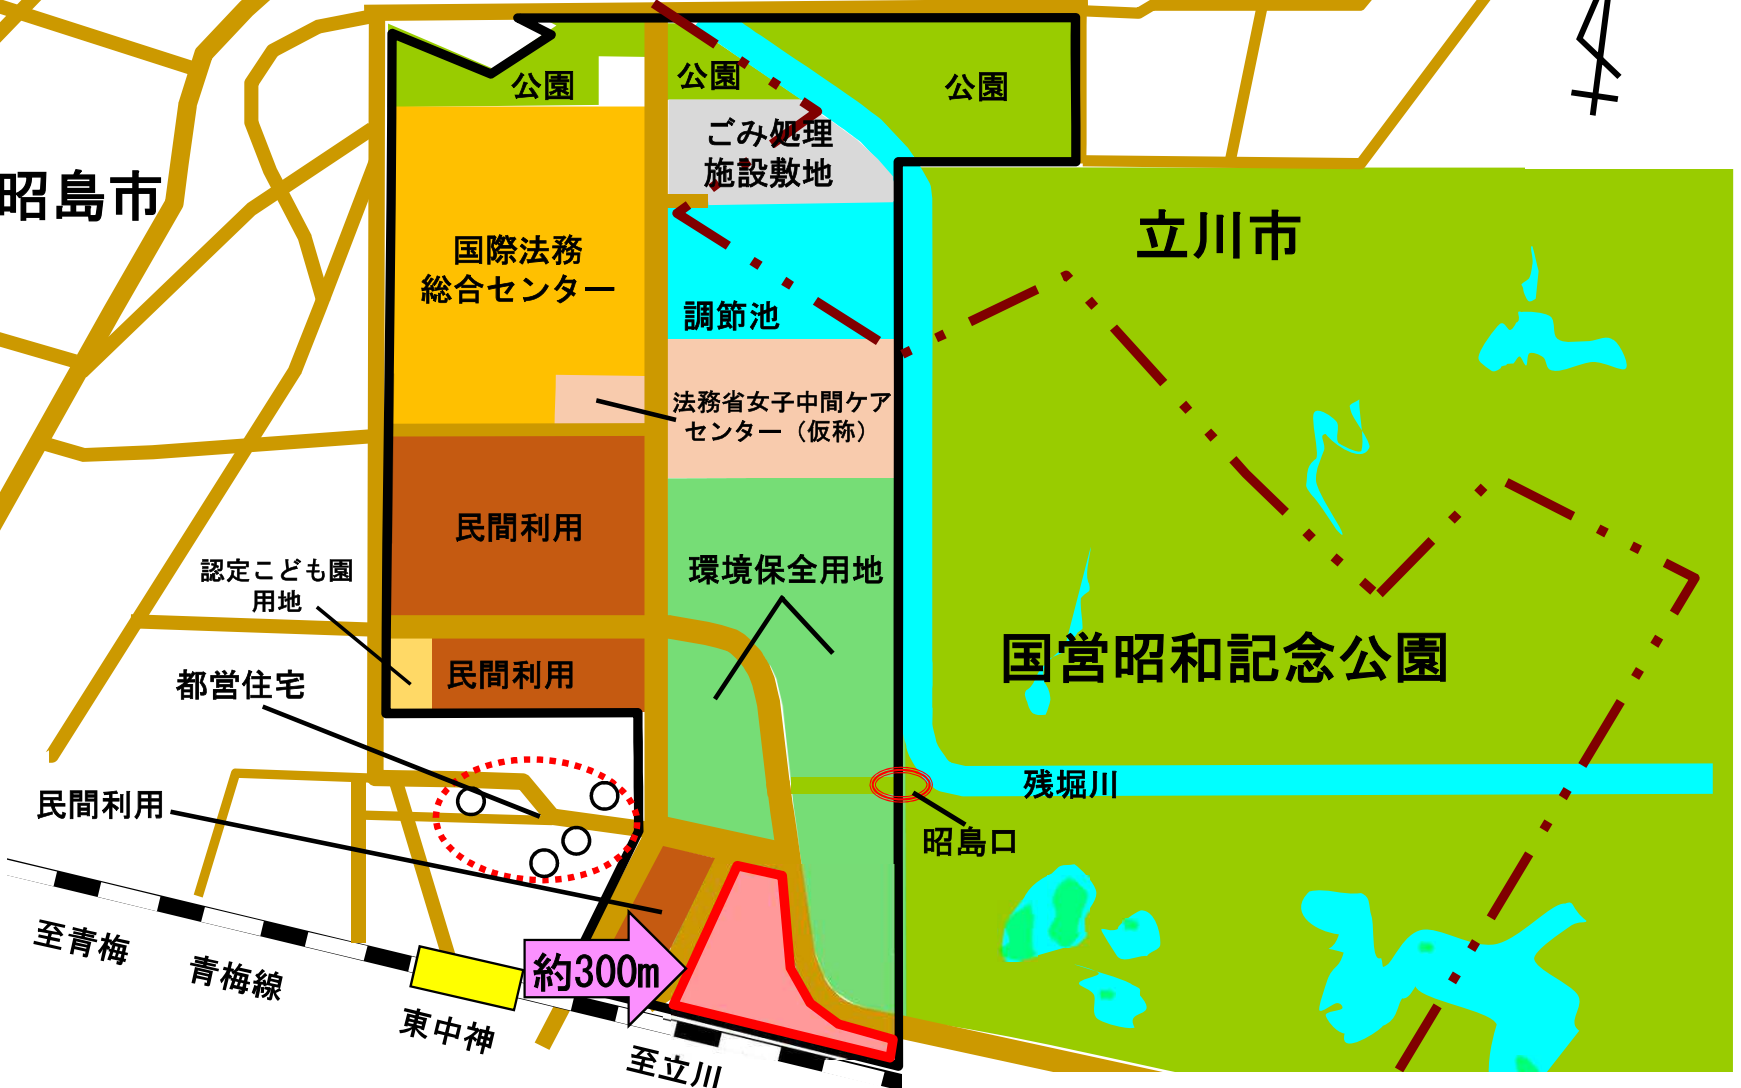 公園
公園
公園
ごみ処理
施設敷地
昭島市
立川市
国際法務
総合センター
調節池
法務省女子中間ケア
センター（仮称）
民間利用
環境保全用地
認定こども園
用地
国営昭和記念公園
民間利用
都営住宅
残堀川
民間利用
昭島口
至青梅
青梅線
約300m
東中神
至立川